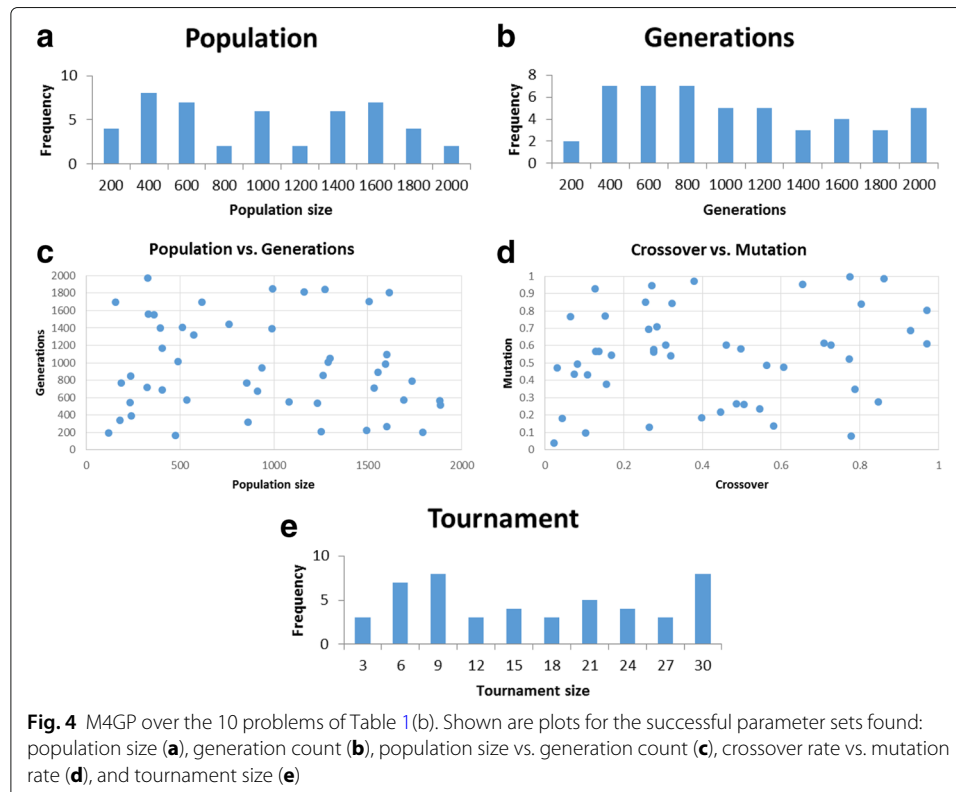 a
Population
10
5
0
Frequency
200 400 600 800 1000 1200 1400 1600 1800 2000
Population size
b
Generations
8
6
4
2
0
Frequency
200 400 600 800 1000 1200 1400 1600 1800 2000
Generations
c
Population vs. Generations
2000
1800
1600
1400
1200
1000
800
600
400
200
Generations
0 500 1000 1500 2000
Population size
d
Crossover vs. Mutation
1
0.9
0.8
0.7
0.6
0.5
0.4
0.3
0.2
0.1
0
Mutation
0 0.2 0.4 0.6 0.8 1
Crossover
e
Tournament
10
5
0
Frequency
3 6 9 12 15 18 21 24 27 30
Tournament size
Fig. 4 M4GP over the 10 problems of Table 1(b). Shown are plots for the successful parameter sets found:
population size (a), generation count (b), population size vs. generation count (c), crossover rate vs. mutation
rate (d), and tournament size (e)